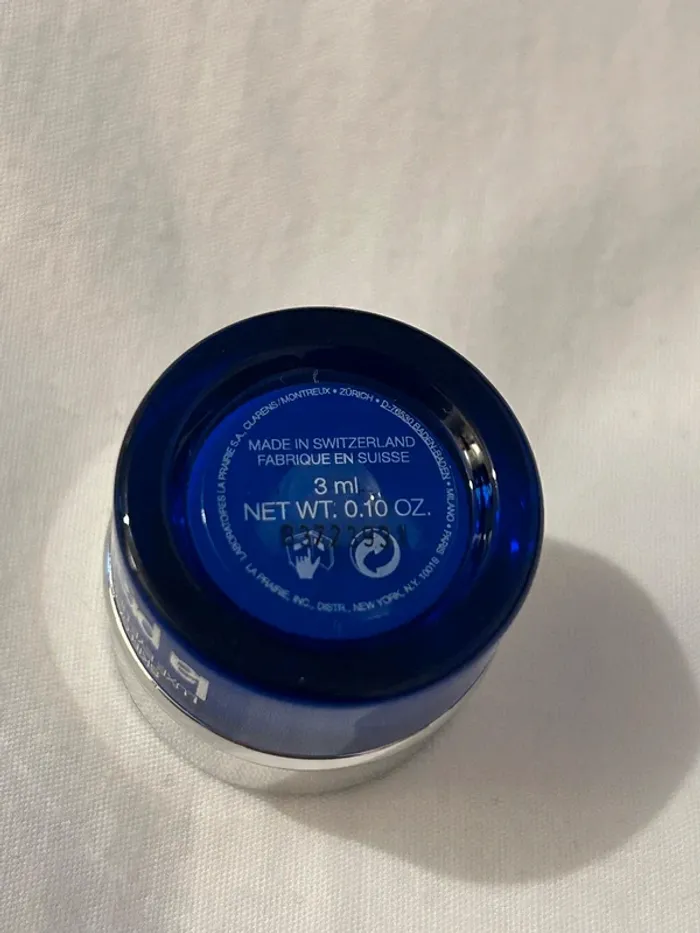 LABORATOIRES LA PRAIRIE S.A., CLARENS/MONTREUX • ZÜRICH • D-76530 BADEN-BADEN • MILANO • PARIS
MADE IN SWITZERLAND
FABRIQUE EN SUISSE
3 ml
NET WT. 0.10 OZ.
LA PRAIRIE, INC., DISTR., NEW YORK, N.Y. 10019
la